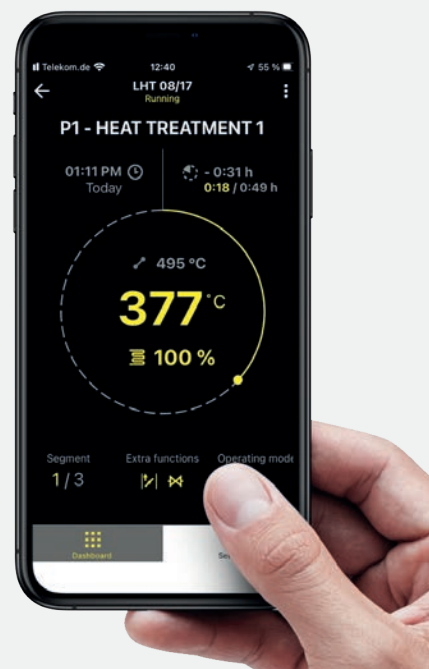 Telekom.de 12:40 55 %
LHT 08/17
Running
P1 - HEAT TREATMENT 1
01:11 PM - 0:31 h
Today 0:18 / 0:49 h
495 °C
377 °C
100 %
Segment Extra functions Operating mode
1 / 3
Dashboard